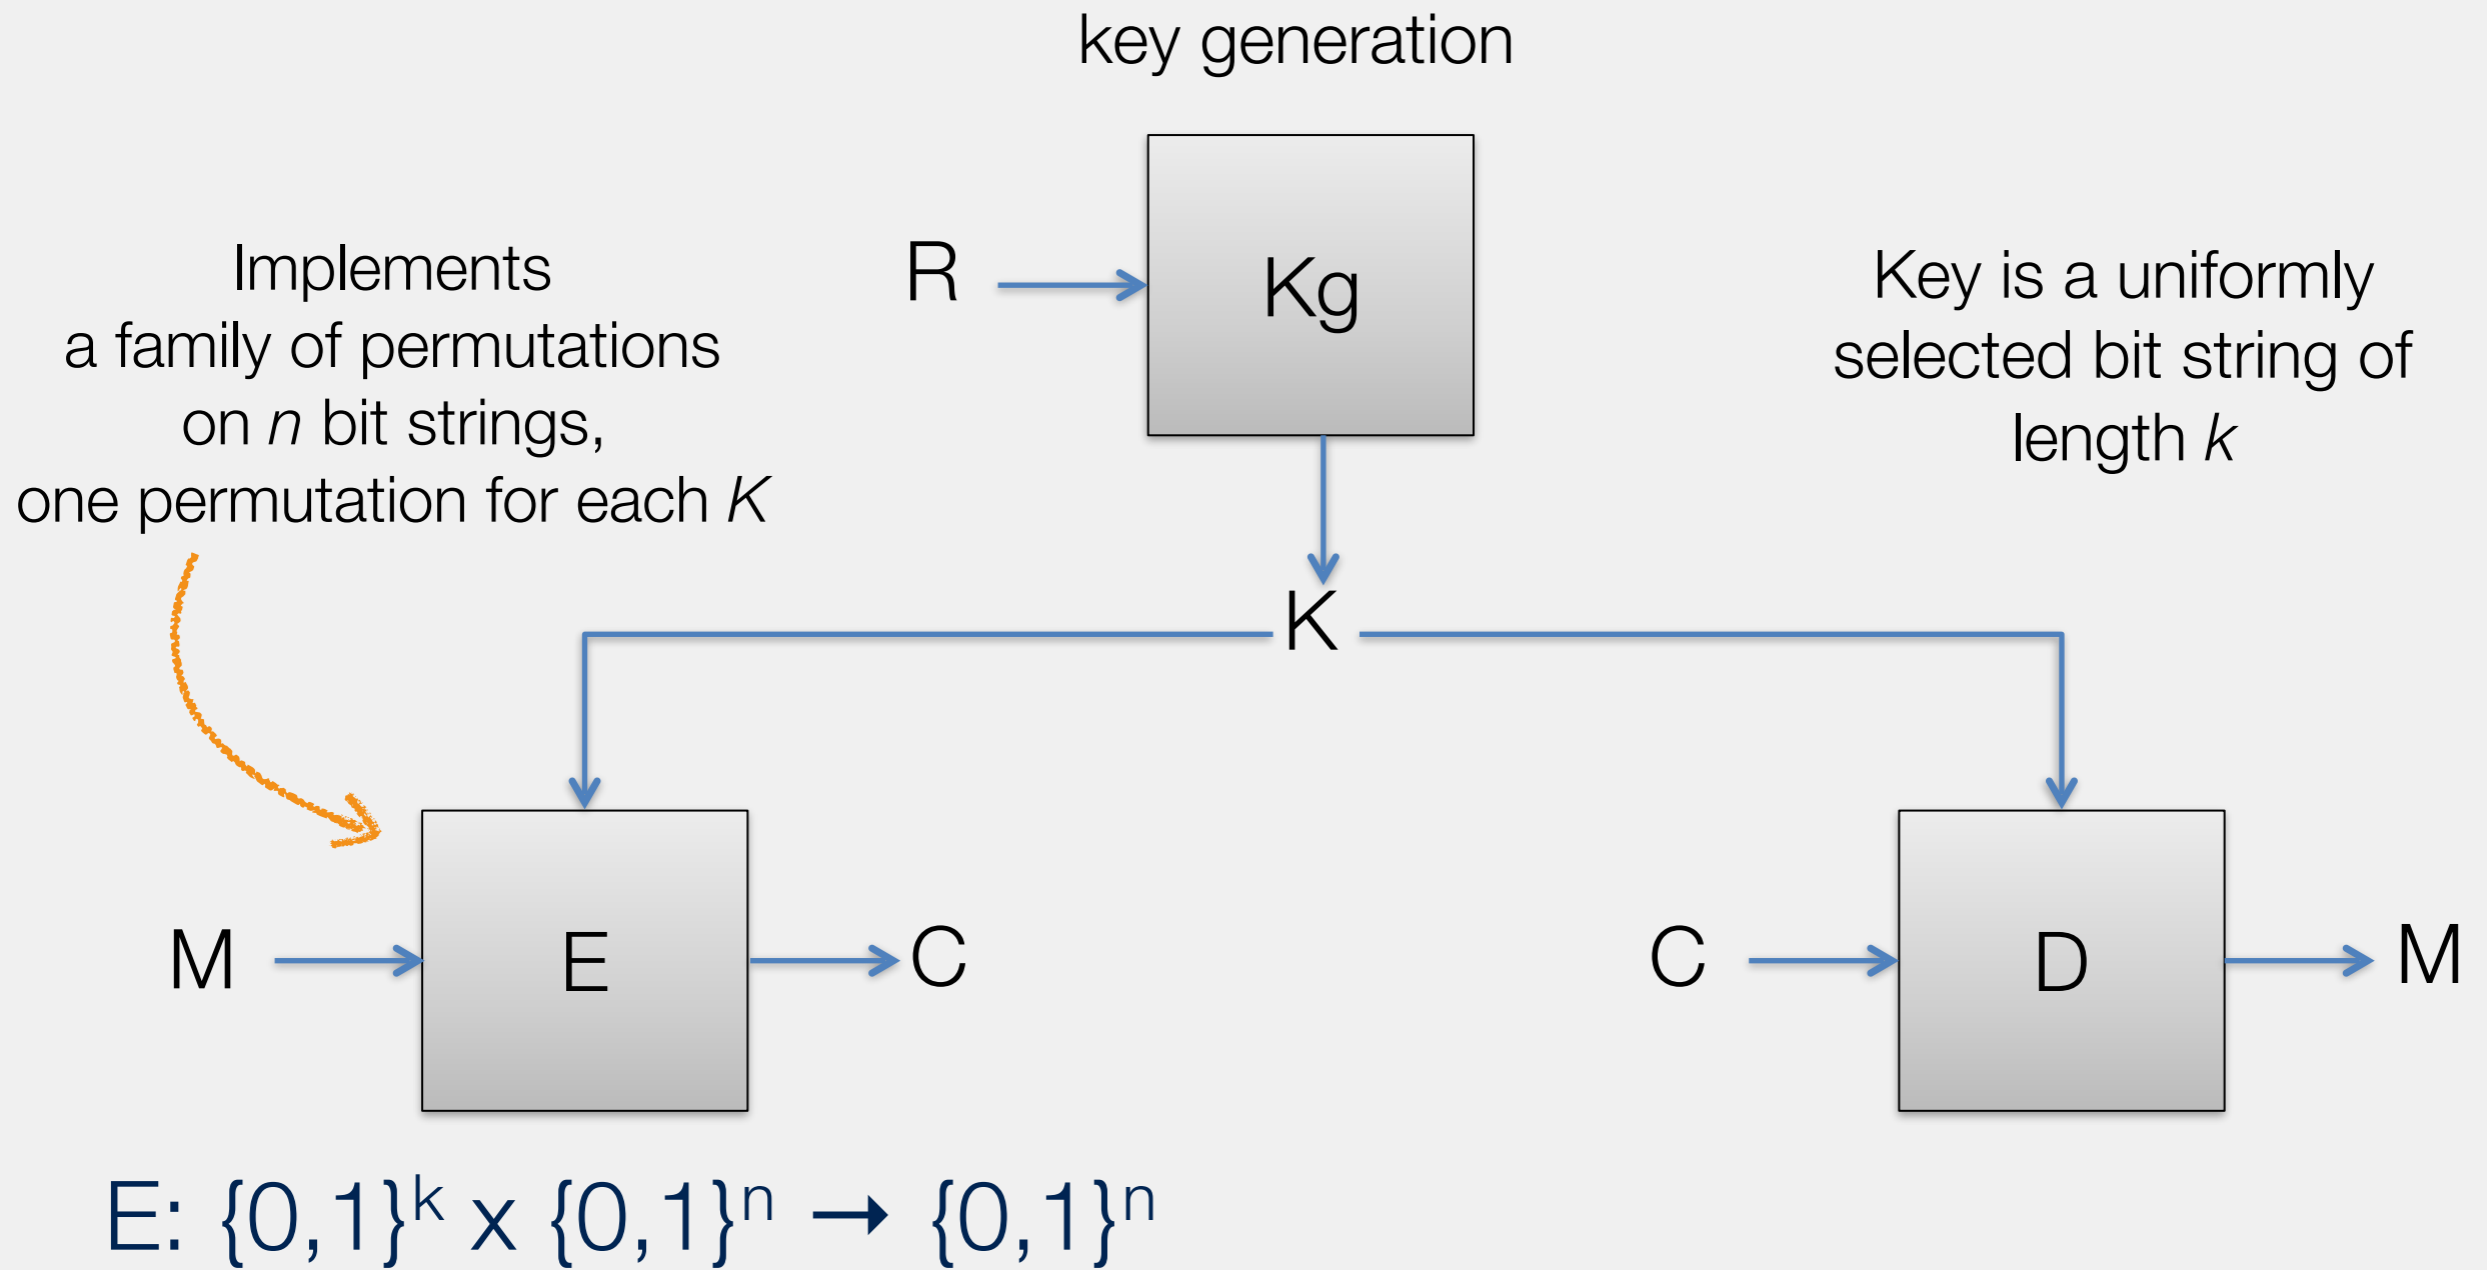 key generation
Implements
a family of permutations
on n bit strings,
one permutation for each K
R
Kg
Key is a uniformly
selected bit string of
length k
K
M
E
C
C
D
M
E: {0,1}ᵏ x {0,1}ⁿ → {0,1}ⁿ